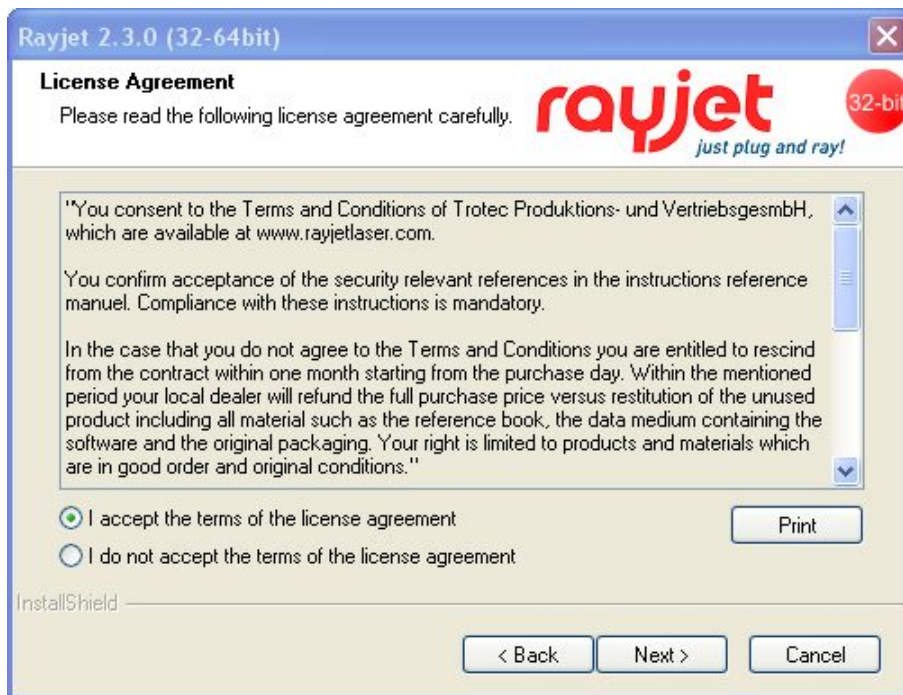 Rayjet 2.3.0 (32-64bit)
License Agreement
Please read the following license agreement carefully.
rayjet
just plug and ray!
32-bit
"You consent to the Terms and Conditions of Trotec Produktions- und VertriebsgesmbH,
which are available at www.rayjetlaser.com.
You confirm acceptance of the security relevant references in the instructions reference
manuel. Compliance with these instructions is mandatory.
In the case that you do not agree to the Terms and Conditions you are entitled to rescind
from the contract within one month starting from the purchase day. Within the mentioned
period your local dealer will refund the full purchase price versus restitution of the unused
product including all material such as the reference book, the data medium containing the
software and the original packaging. Your right is limited to products and materials which
are in good order and original conditions."
I accept the terms of the license agreement
Print
I do not accept the terms of the license agreement
InstallShield
< Back
Next >
Cancel